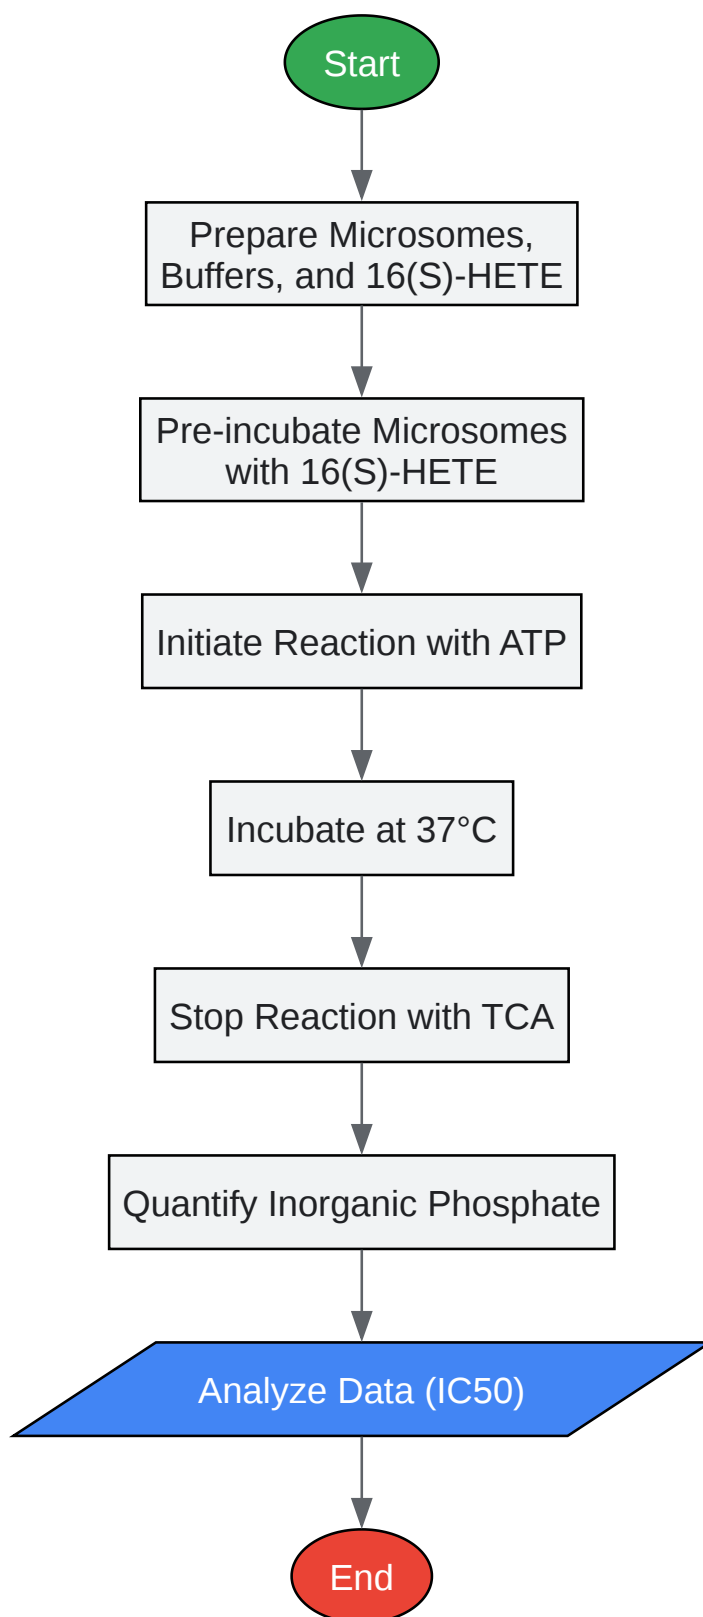 Start
Prepare Microsomes,
Buffers, and 16(S)-HETE
Pre-incubate Microsomes
with 16(S)-HETE
Initiate Reaction with ATP
Incubate at 37°C
Stop Reaction with TCA
Quantify Inorganic Phosphate
Analyze Data (IC50)
End